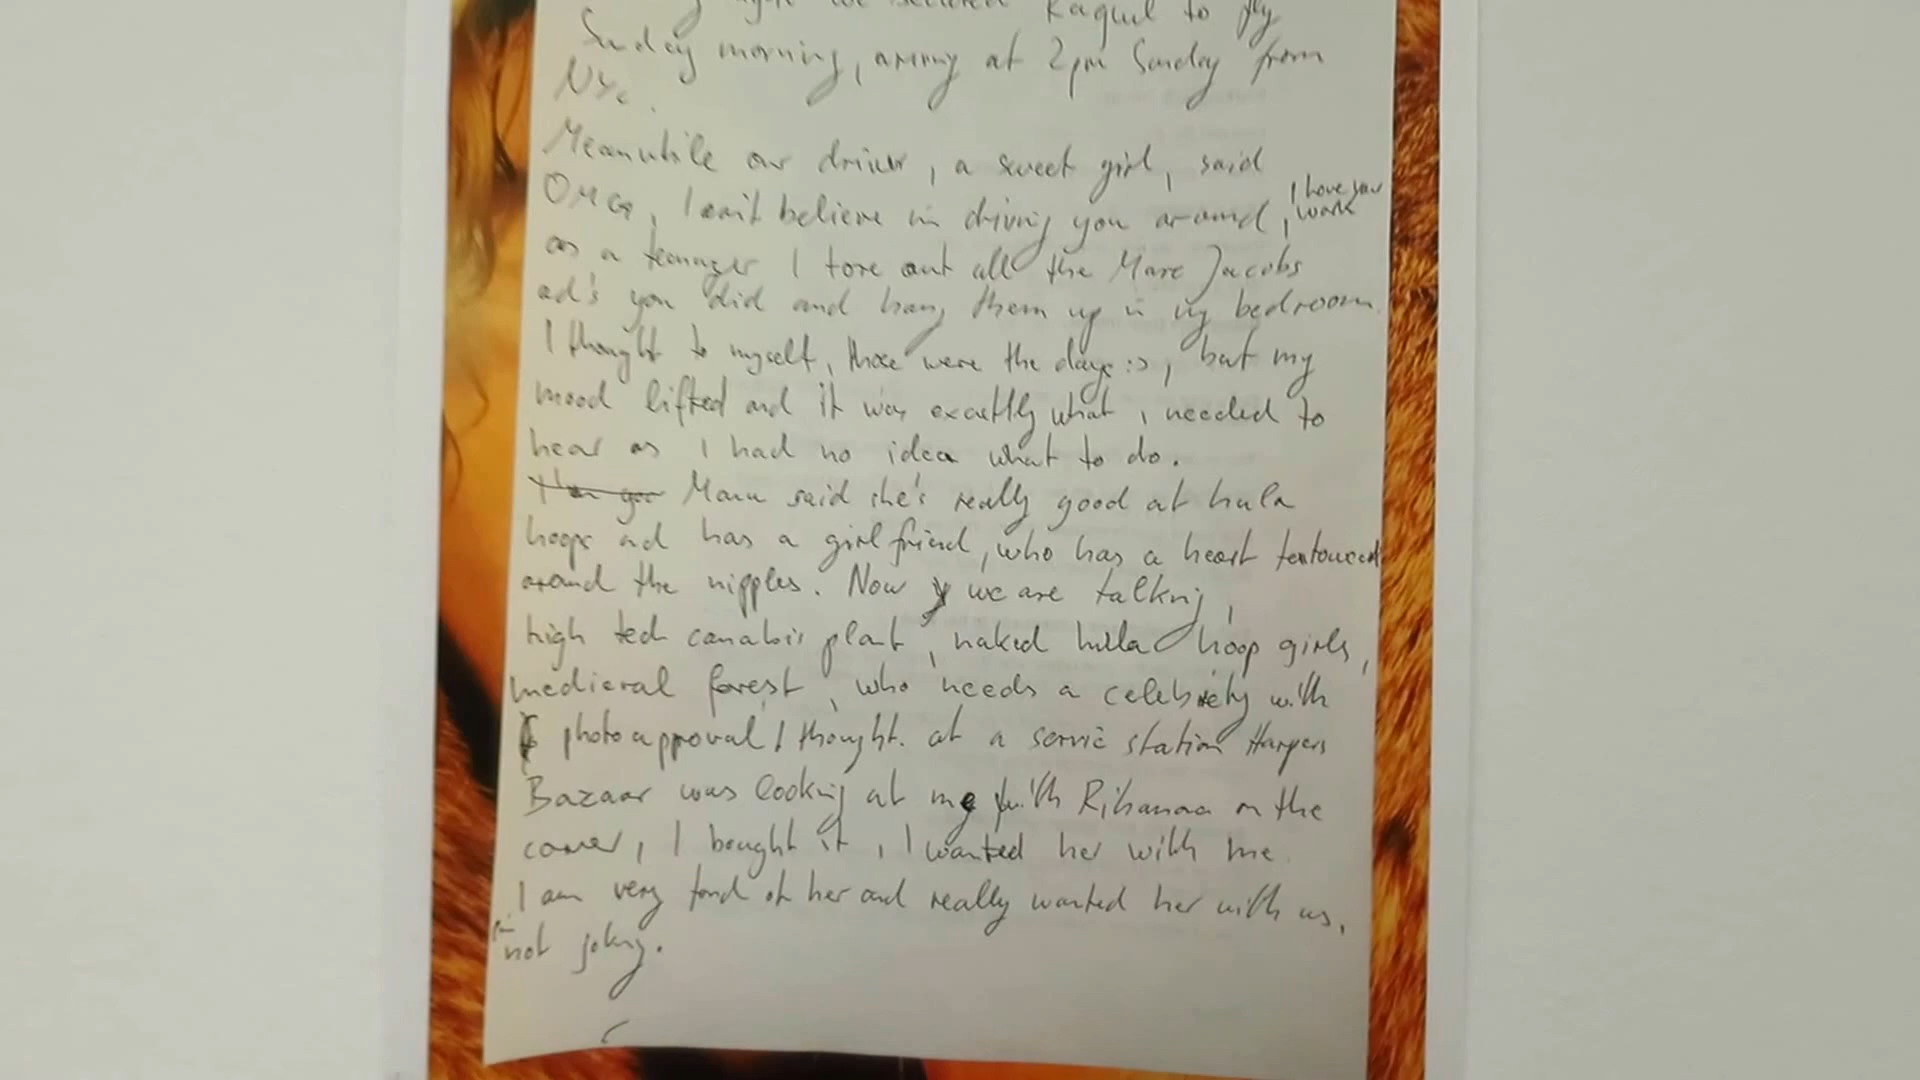 Raquel to fly
Sunday morning, arriving at 2pm Sunday from
NYC.
Meanwhile our driver, a sweet girl, said
OMG, I can't believe im driving you around, I love your work
as a teenager I tore out all the Marc Jacobs
ad's you did and hang them up in my bedroom.
I thought to myself, those were the days :), but my
mood lifted and it was exactly what I needed to
hear as I had no idea what to do.
said she's really good at hula
hoops and has a girlfriend, who has a heart
around the nipples. Now we are talking,
high tech canabis plant, naked hula hoop girls,
medieval forest, who needs a celebrity with
photo approval I thought. at a servic station Harpers
Bazaar was looking at me with Rihanna on the
cover, I bought it, I wanted her with me.
I am very fond of her and really wanted her with us,
I'm not joking.